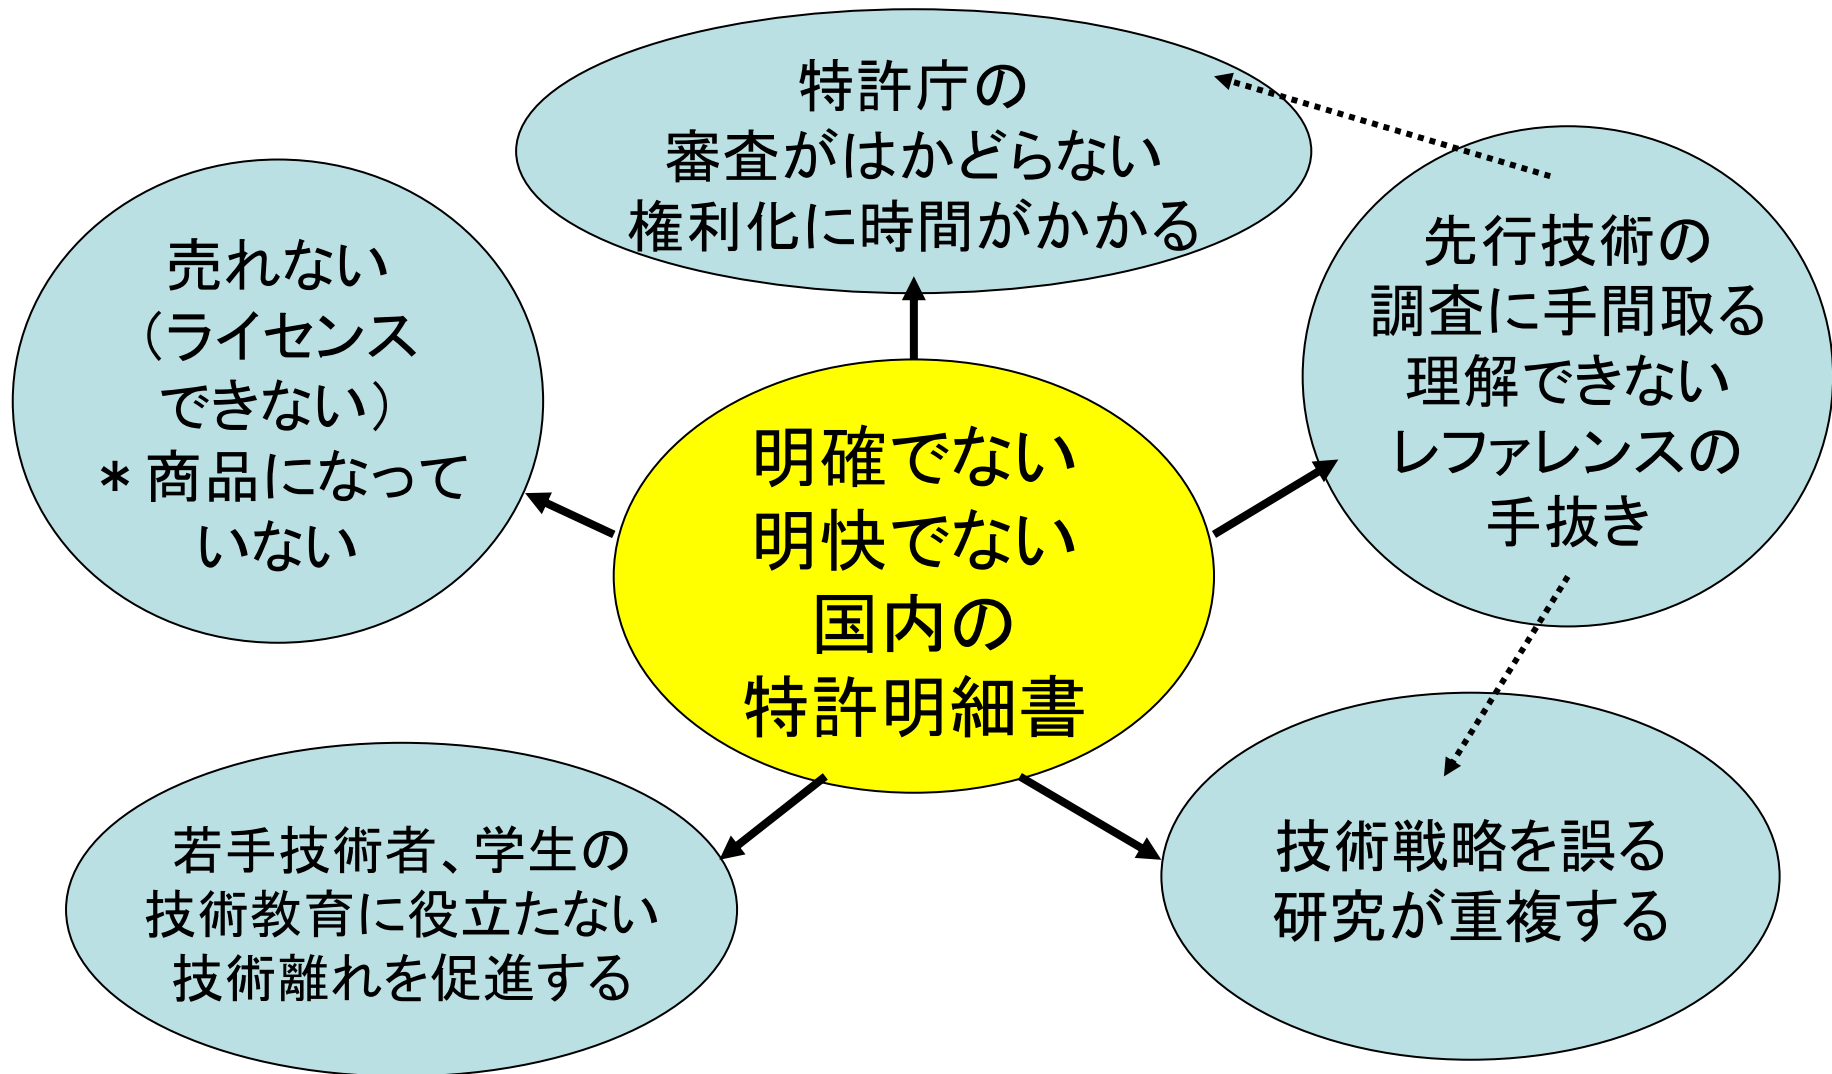 特許庁の
審査がはかどらない
権利化に時間がかかる
売れない
（ライセンス
できない）
＊商品になって
いない
先行技術の
調査に手間取る
理解できない
レファレンスの
手抜き
明確でない
明快でない
国内の
特許明細書
若手技術者、学生の
技術教育に役立たない
技術離れを促進する
技術戦略を誤る
研究が重複する